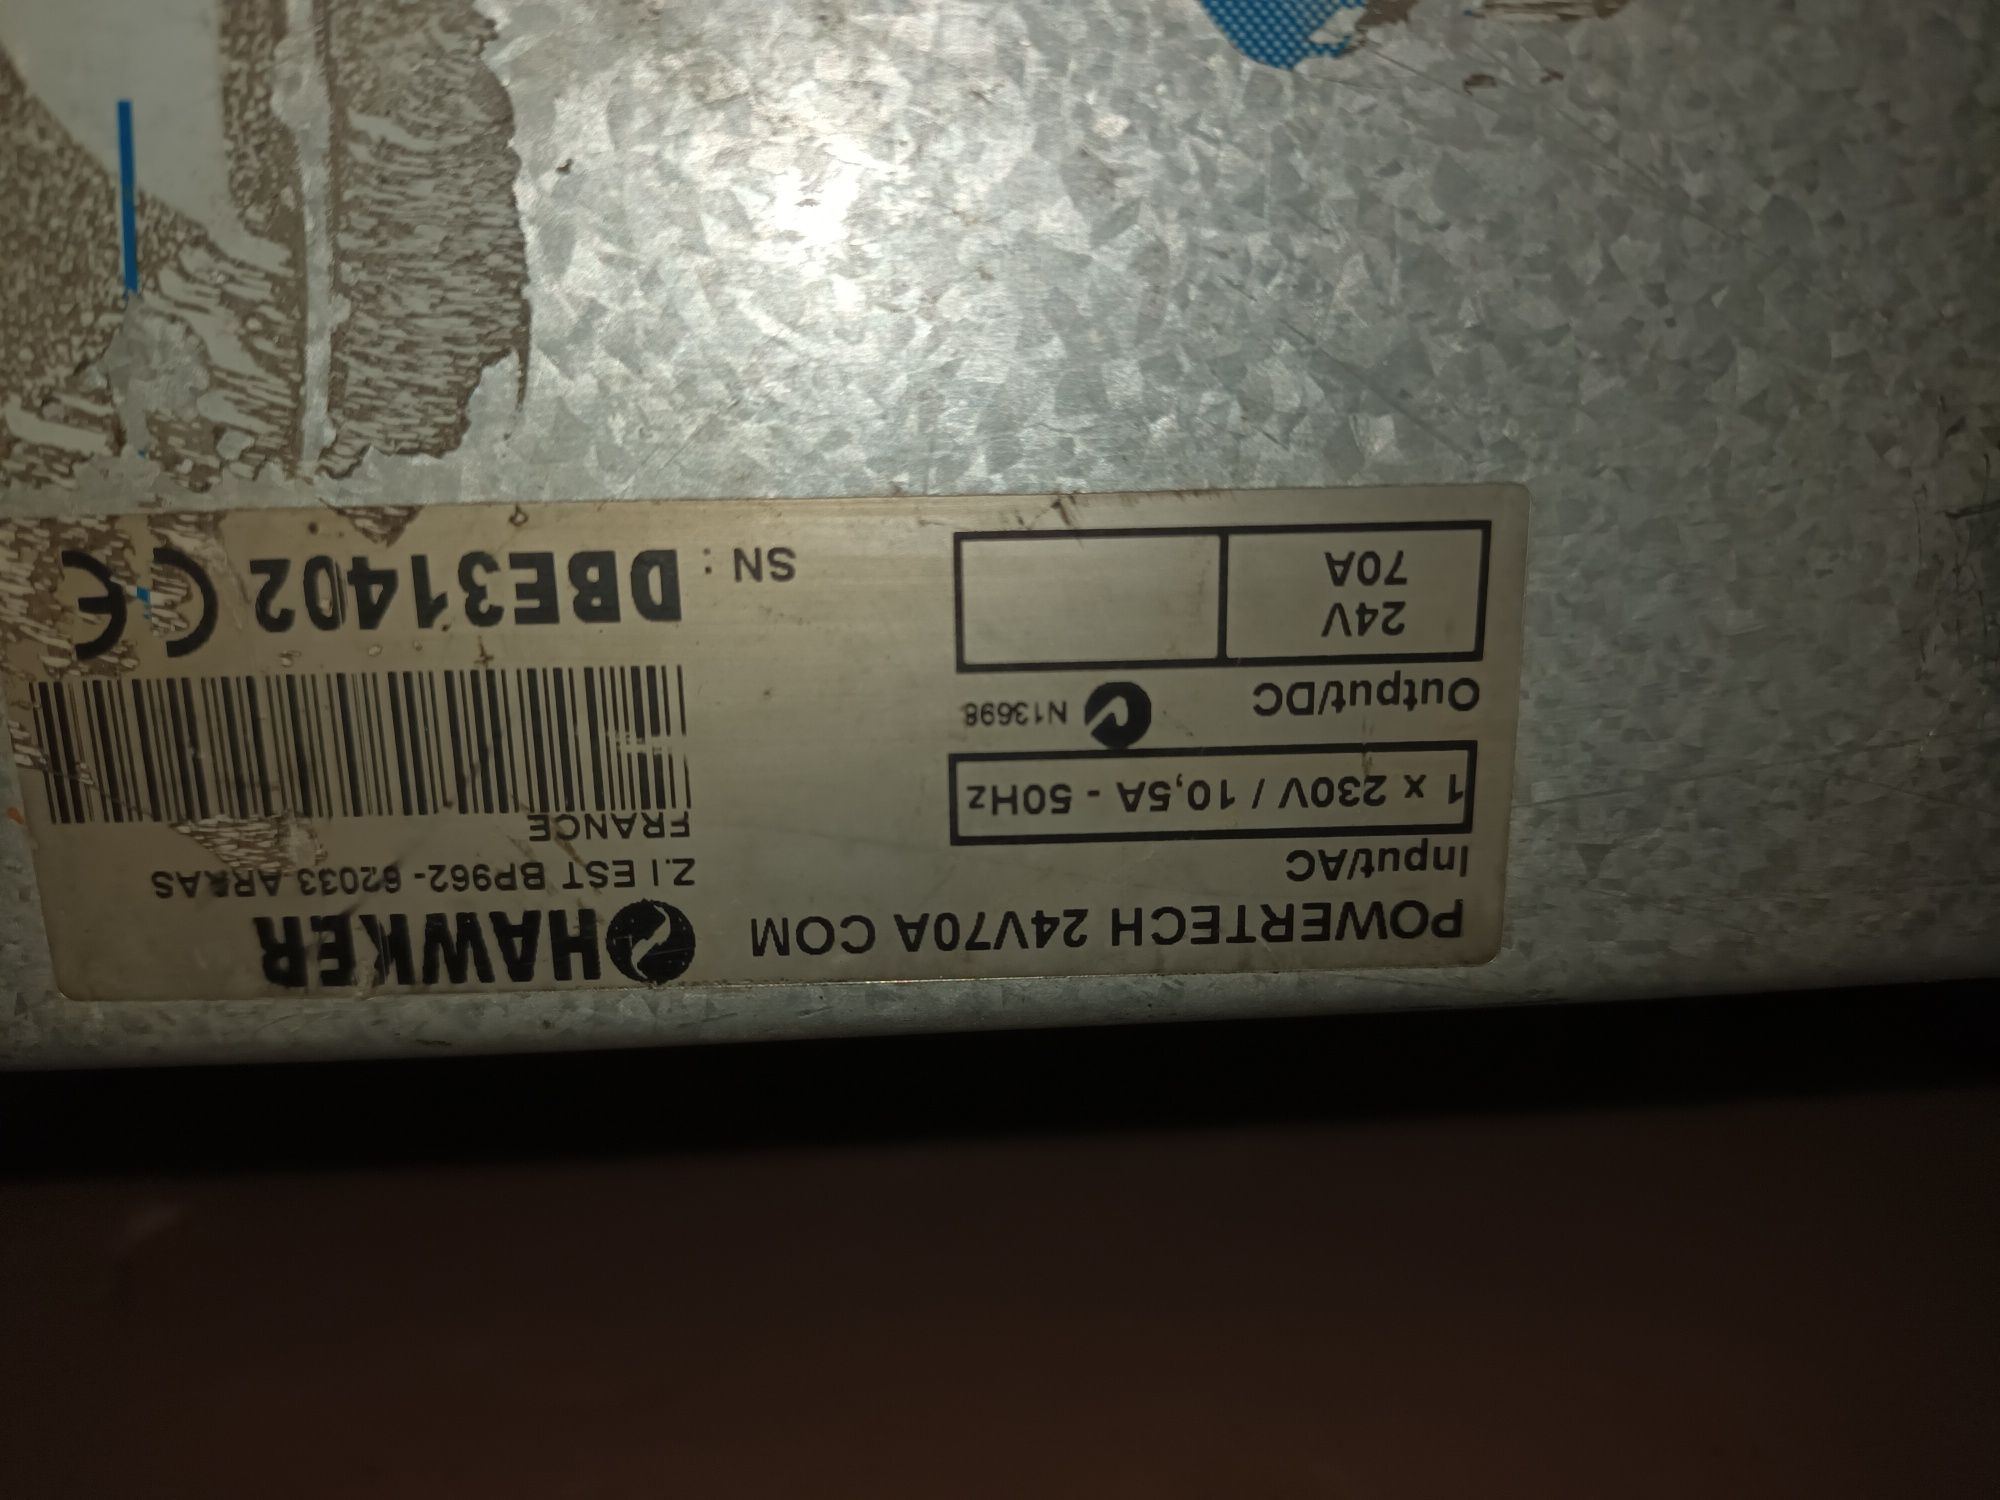 POWERTECH 24V70A COM
HAWKER
Input/AC
Z.I EST BP962- 62033 ARRAS
FRANCE
1 x 230V / 10,5A - 50Hz
Output/DC
N13698
24V
70A
SN : DBE31402 CE